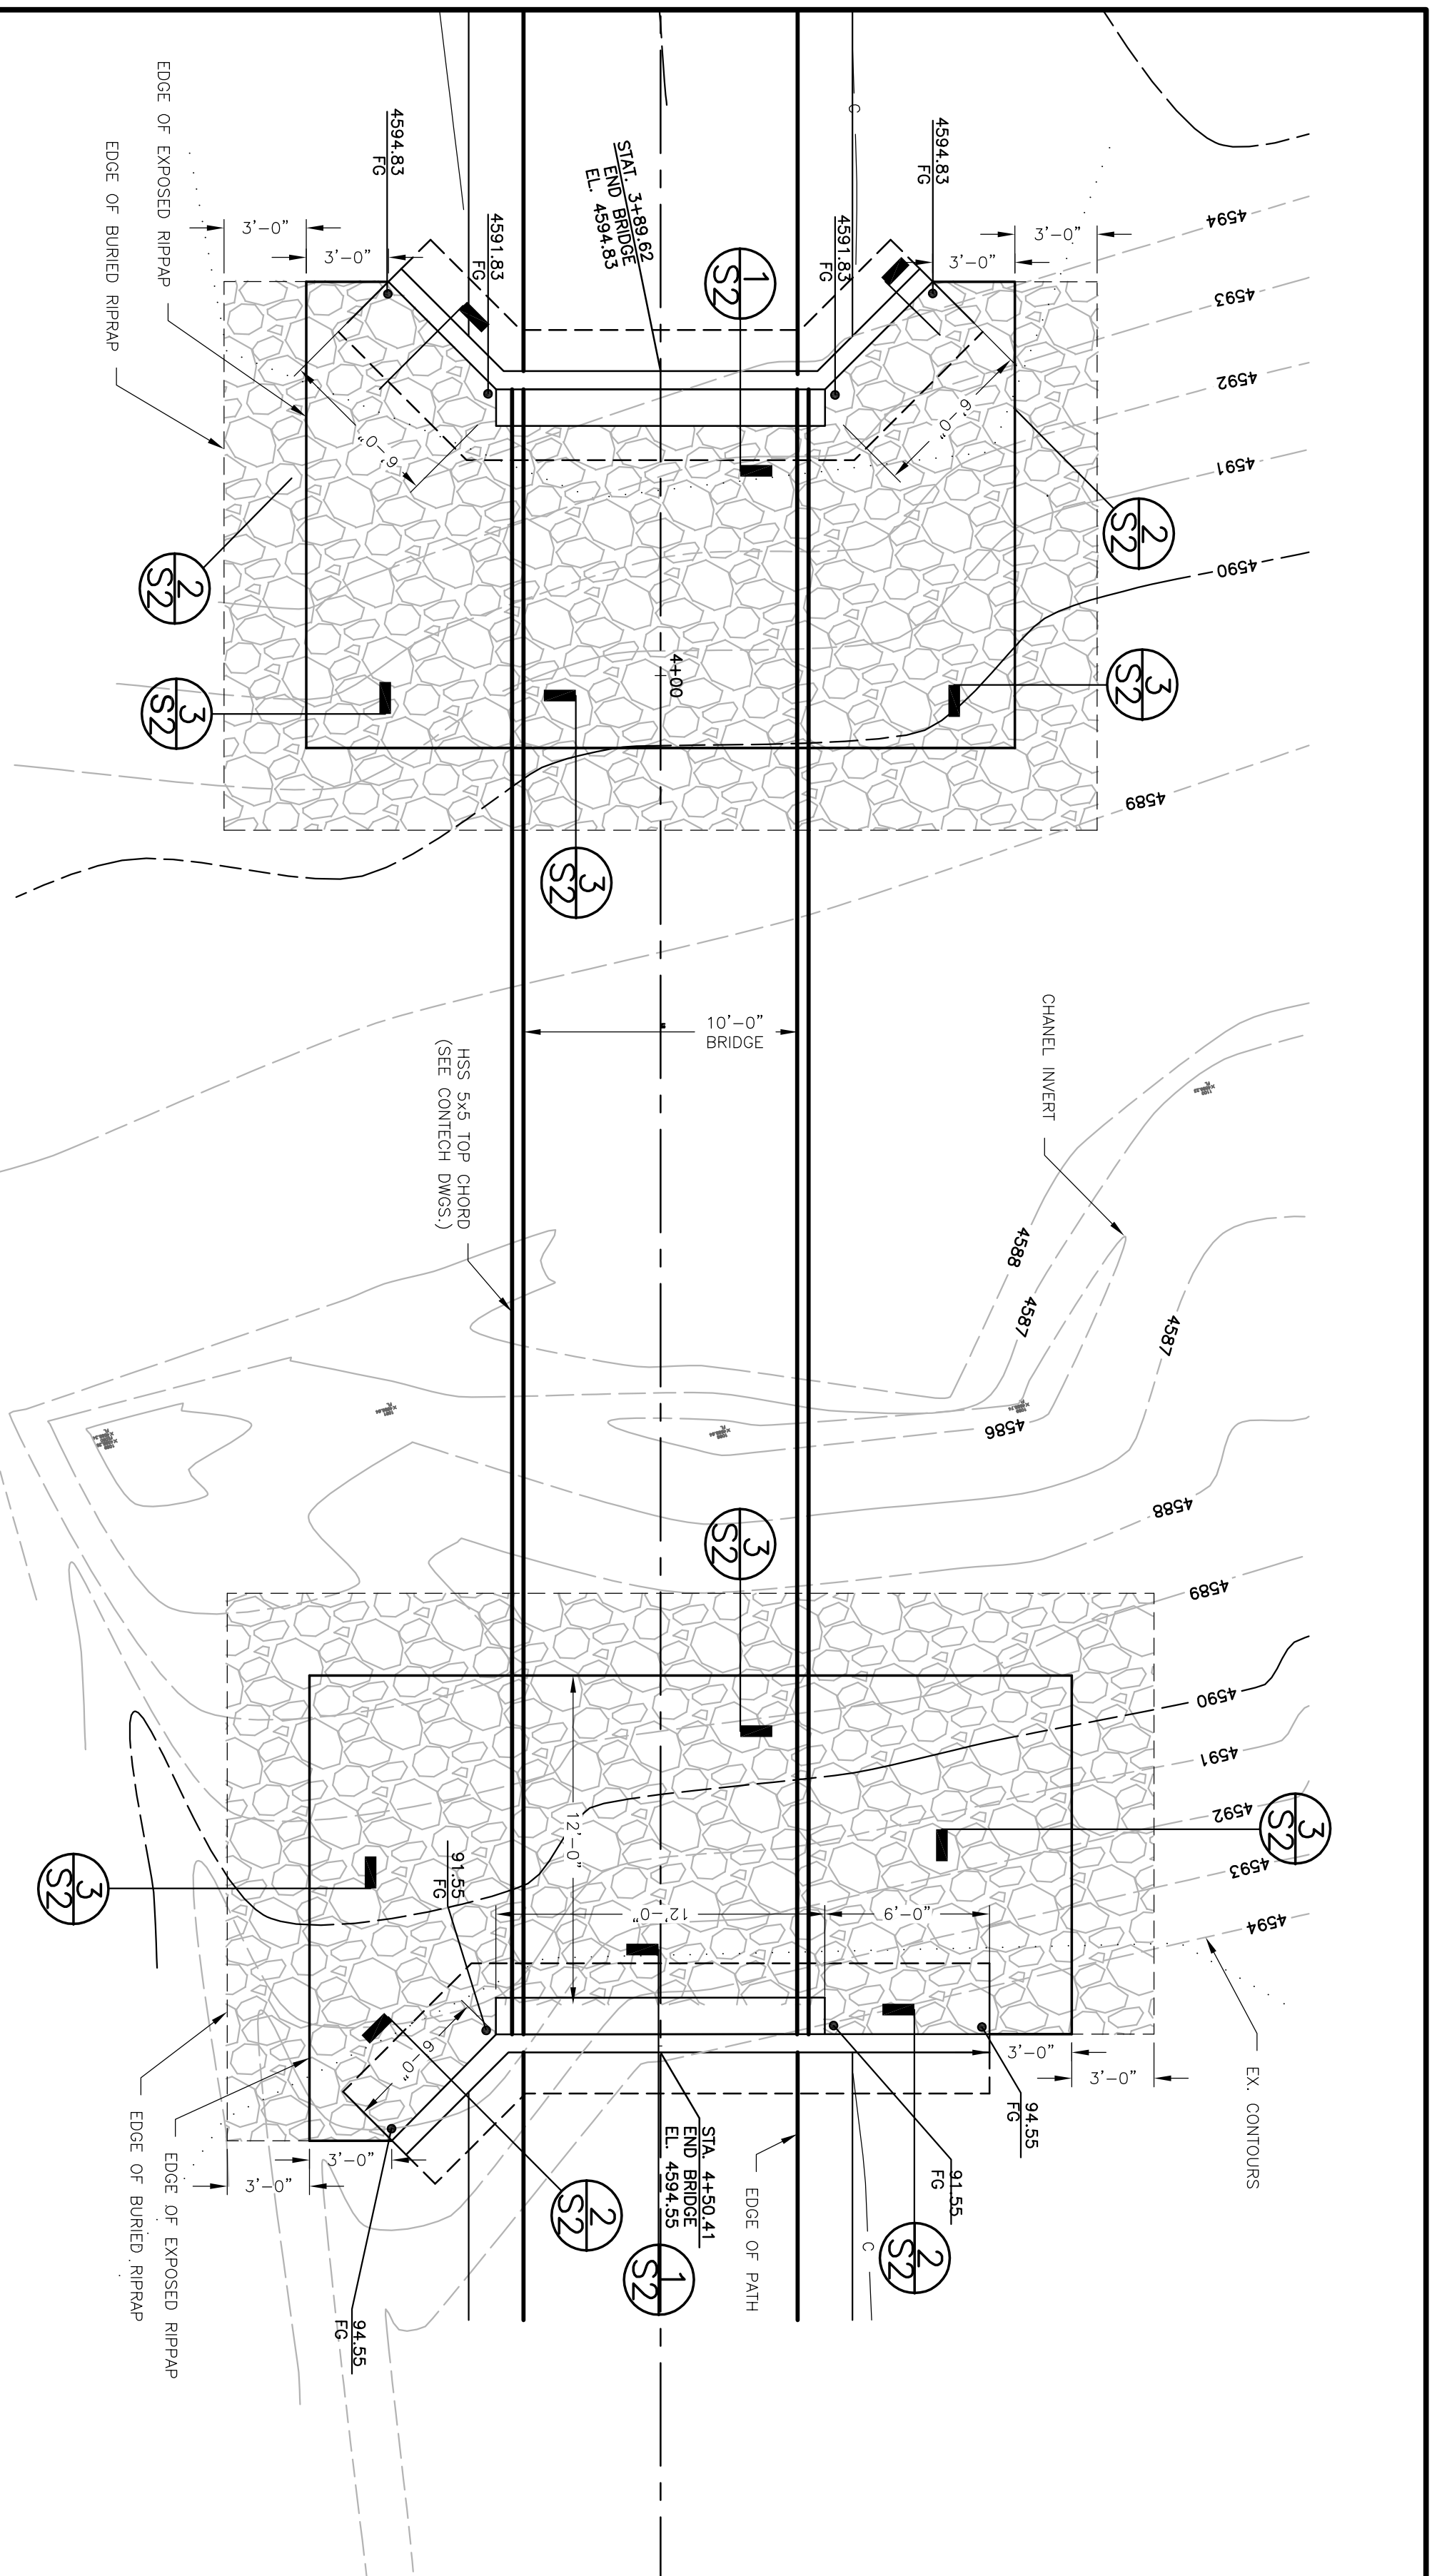 EDGE OF EXPOSED RIPPAP
EDGE OF BURIED RIPRAP
4594.83
FG
4594.83
FG
C
4594
4593
4592
4591
4590
4589
3'-0"
3'-0"
3'-0"
3'-0"
4591.83
FG
4591.83
FG
STAT. 3+89.62
END BRIDGE
EL. 4594.83
1
S2
6'-0"
6'-0"
2
S2
2
S2
3
S2
3
S2
4+00
3
S2
10'-0"
BRIDGE
CHANEL INVERT
HSS 5x5 TOP CHORD
(SEE CONTECH DWGS.)
4588
4587
4587
4586
4588
4589
4590
4591
4592
4593
4594
3
S2
3
S2
3
S2
12'-0"
91.55
FG
12'-0"
6'-0"
6'-0"
EX. CONTOURS
3'-0"
3'-0"
94.55
FG
91.55
FG
STA. 4+50.41
END BRIDGE
EL. 4594.55
EDGE OF PATH
C
2
S2
2
S2
1
S2
3'-0"
3'-0"
EDGE OF EXPOSED RIPPAP
EDGE OF BURIED RIPRAP
94.55
FG